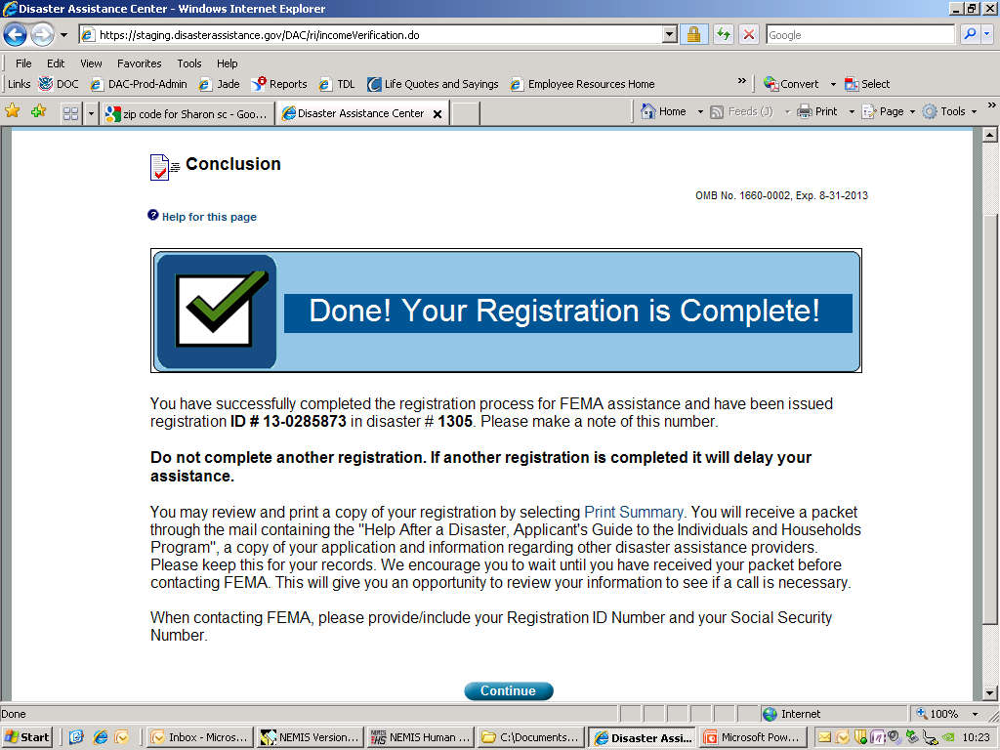 Disaster Assistance Center - Windows Internet Explorer
https://staging.disasterassistance.gov/DAC/ri/incomeVerification.do
Google
File Edit View Favorites Tools Help
Links DOC DAC-Prod-Admin Jade Reports TDL Life Quotes and Sayings Employee Resources Home » Convert Select
zip code for Sharon sc - Goo... Disaster Assistance Center Home Feeds (J) Print Page Tools »
Conclusion
OMB No. 1660-0002, Exp. 8-31-2013
? Help for this page
Done! Your Registration is Complete!
You have successfully completed the registration process for FEMA assistance and have been issued
registration ID # 13-0285873 in disaster # 1305. Please make a note of this number.
Do not complete another registration. If another registration is completed it will delay your
assistance.
You may review and print a copy of your registration by selecting Print Summary. You will receive a packet
through the mail containing the "Help After a Disaster, Applicant's Guide to the Individuals and Households
Program", a copy of your application and information regarding other disaster assistance providers.
Please keep this for your records. We encourage you to wait until you have received your packet before
contacting FEMA. This will give you an opportunity to review your information to see if a call is necessary.
When contacting FEMA, please provide/include your Registration ID Number and your Social Security
Number.
Continue
Done Internet 100%
Start Inbox - Micros... NEMIS Version... NEMIS Human ... C:\Documents... Disaster Assi... Microsoft Pow... 10:23